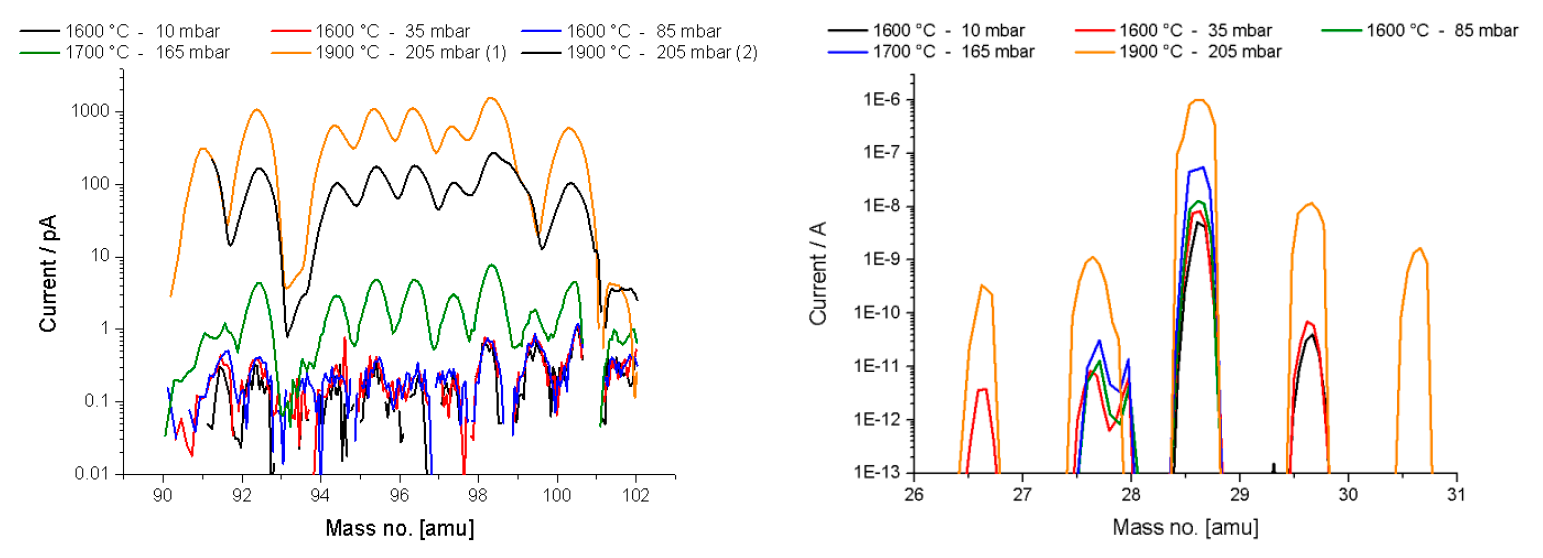 1600 °C - 10 mbar 1600 °C - 35 mbar 1600 °C - 85 mbar
1700 °C - 165 mbar 1900 °C - 205 mbar (1) 1900 °C - 205 mbar (2)
1000
100
10
1
0.1
0.01
Current / pA
90 92 94 96 98 100 102
Mass no. [amu]
1600 °C - 10 mbar 1600 °C - 35 mbar 1600 °C - 85 mbar
1700 °C - 165 mbar 1900 °C - 205 mbar
1E-6
1E-7
1E-8
1E-9
1E-10
1E-11
1E-12
1E-13
Current / A
26 27 28 29 30 31
Mass no. [amu]